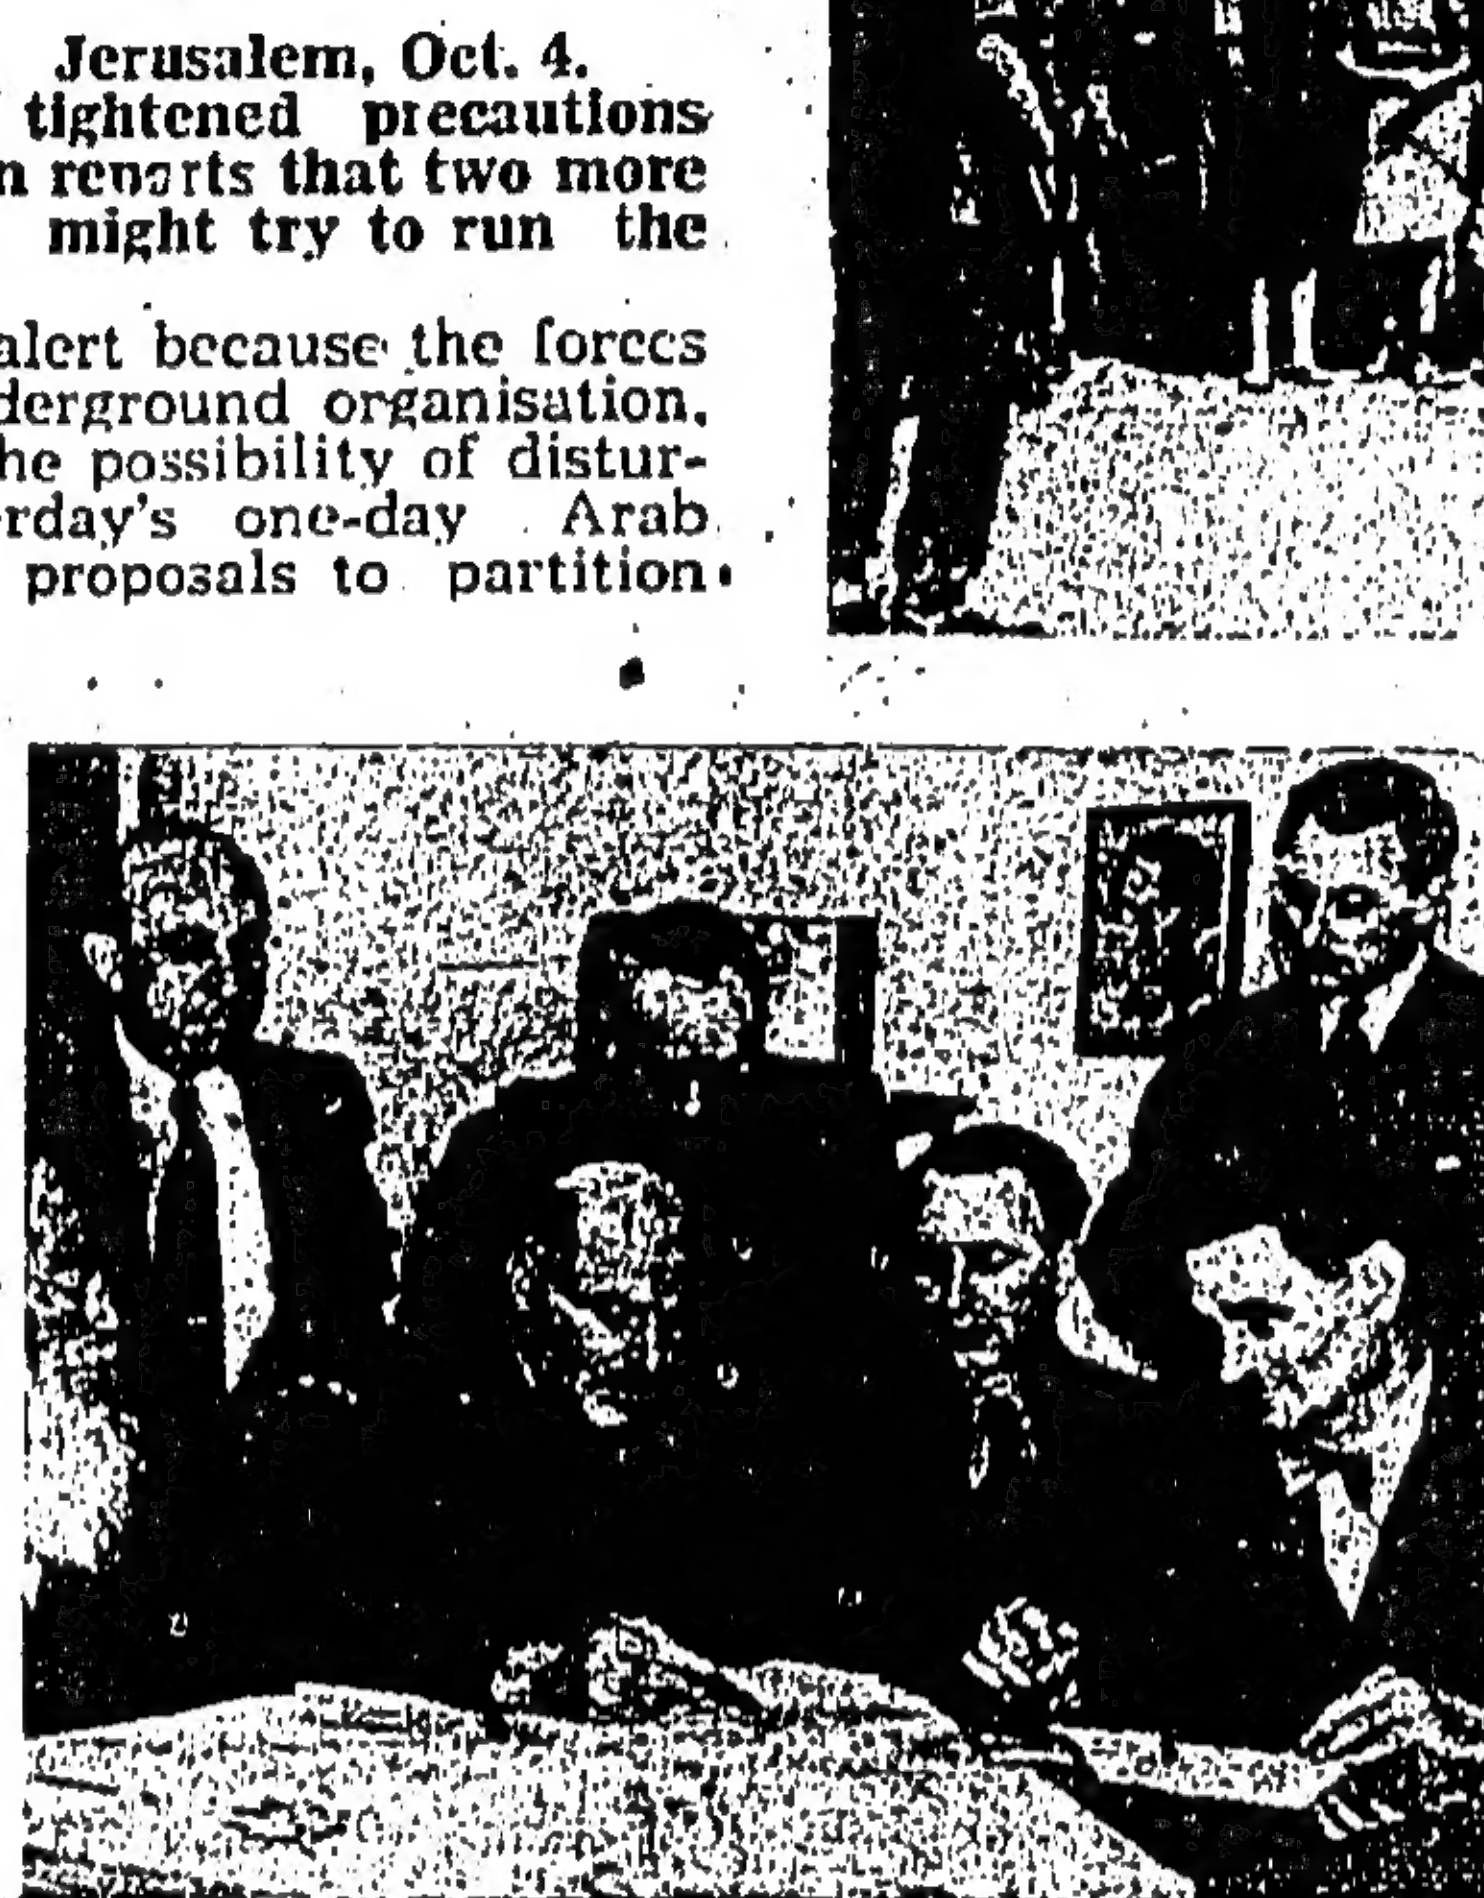 Jerusalem, Oct. 4.
tightened precautions
n reports that two more
might try to run the
alert because the forces
derground organisation,
he possibility of distur-
rday's one-day Arab
proposals to partition